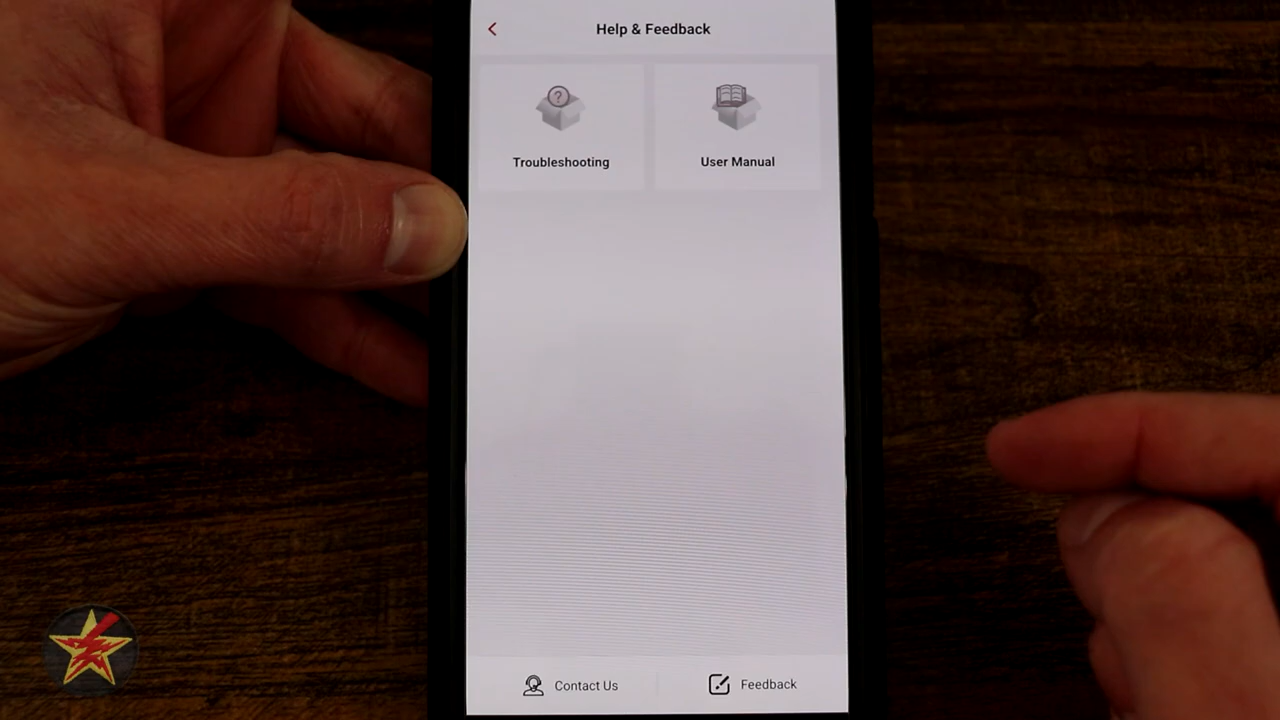 Help & Feedback
?
Troubleshooting
User Manual
Contact Us
Feedback